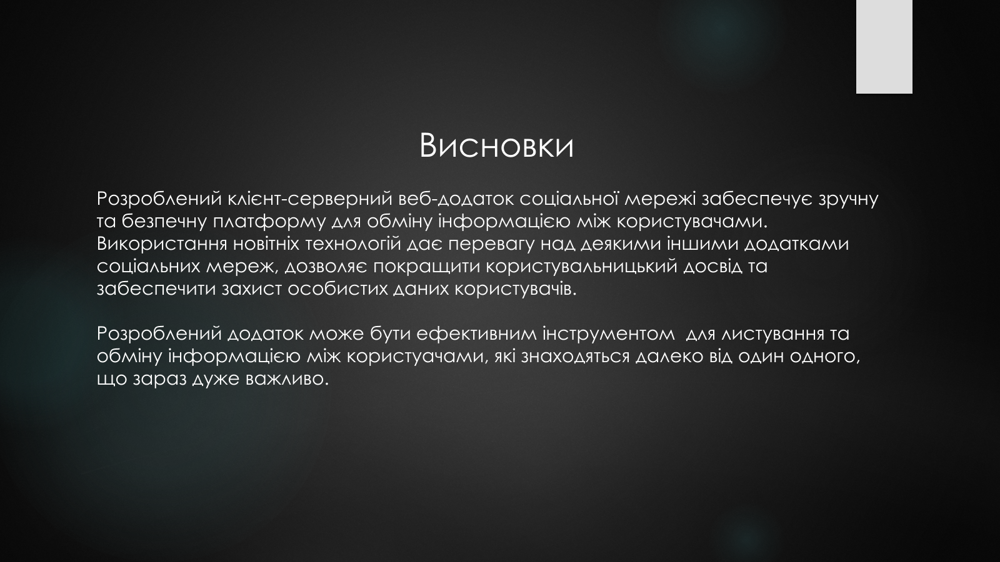 Висновки
Розроблений клієнт-серверний веб-додаток соціальної мережі забеспечує зручну
та безпечну платформу для обміну інформацією між користувачами.
Використання новітніх технологій дає перевагу над деякими іншими додатками
соціальних мереж, дозволяє покращити користувальницький досвід та
забеспечити захист особистих даних користувачів.
Розроблений додаток може бути ефективним інструментом  для листування та
обміну інформацією між користуачами, які знаходяться далеко від один одного,
що зараз дуже важливо.